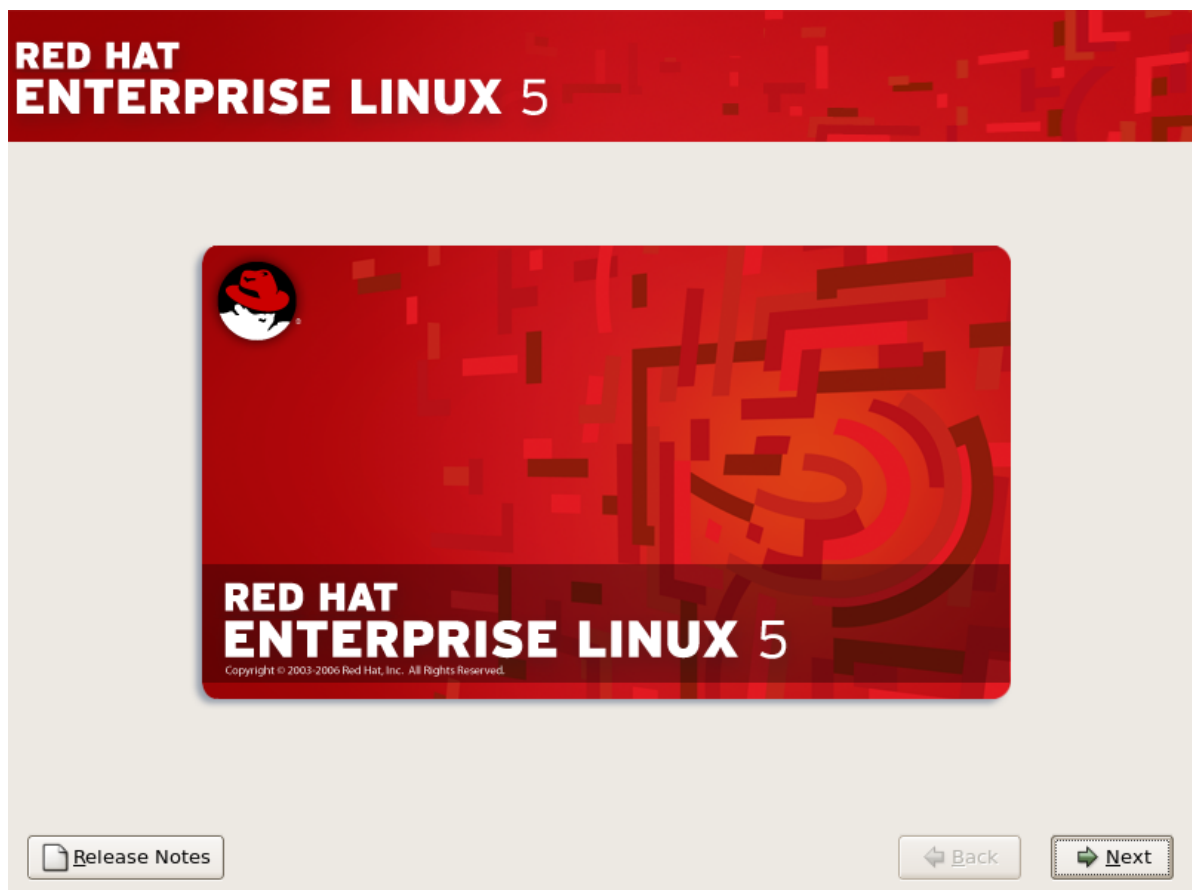 RED HAT
ENTERPRISE LINUX 5
RED HAT
ENTERPRISE LINUX 5
Copyright © 2003-2006 Red Hat, Inc. All Rights Reserved.
Release Notes
Back
Next